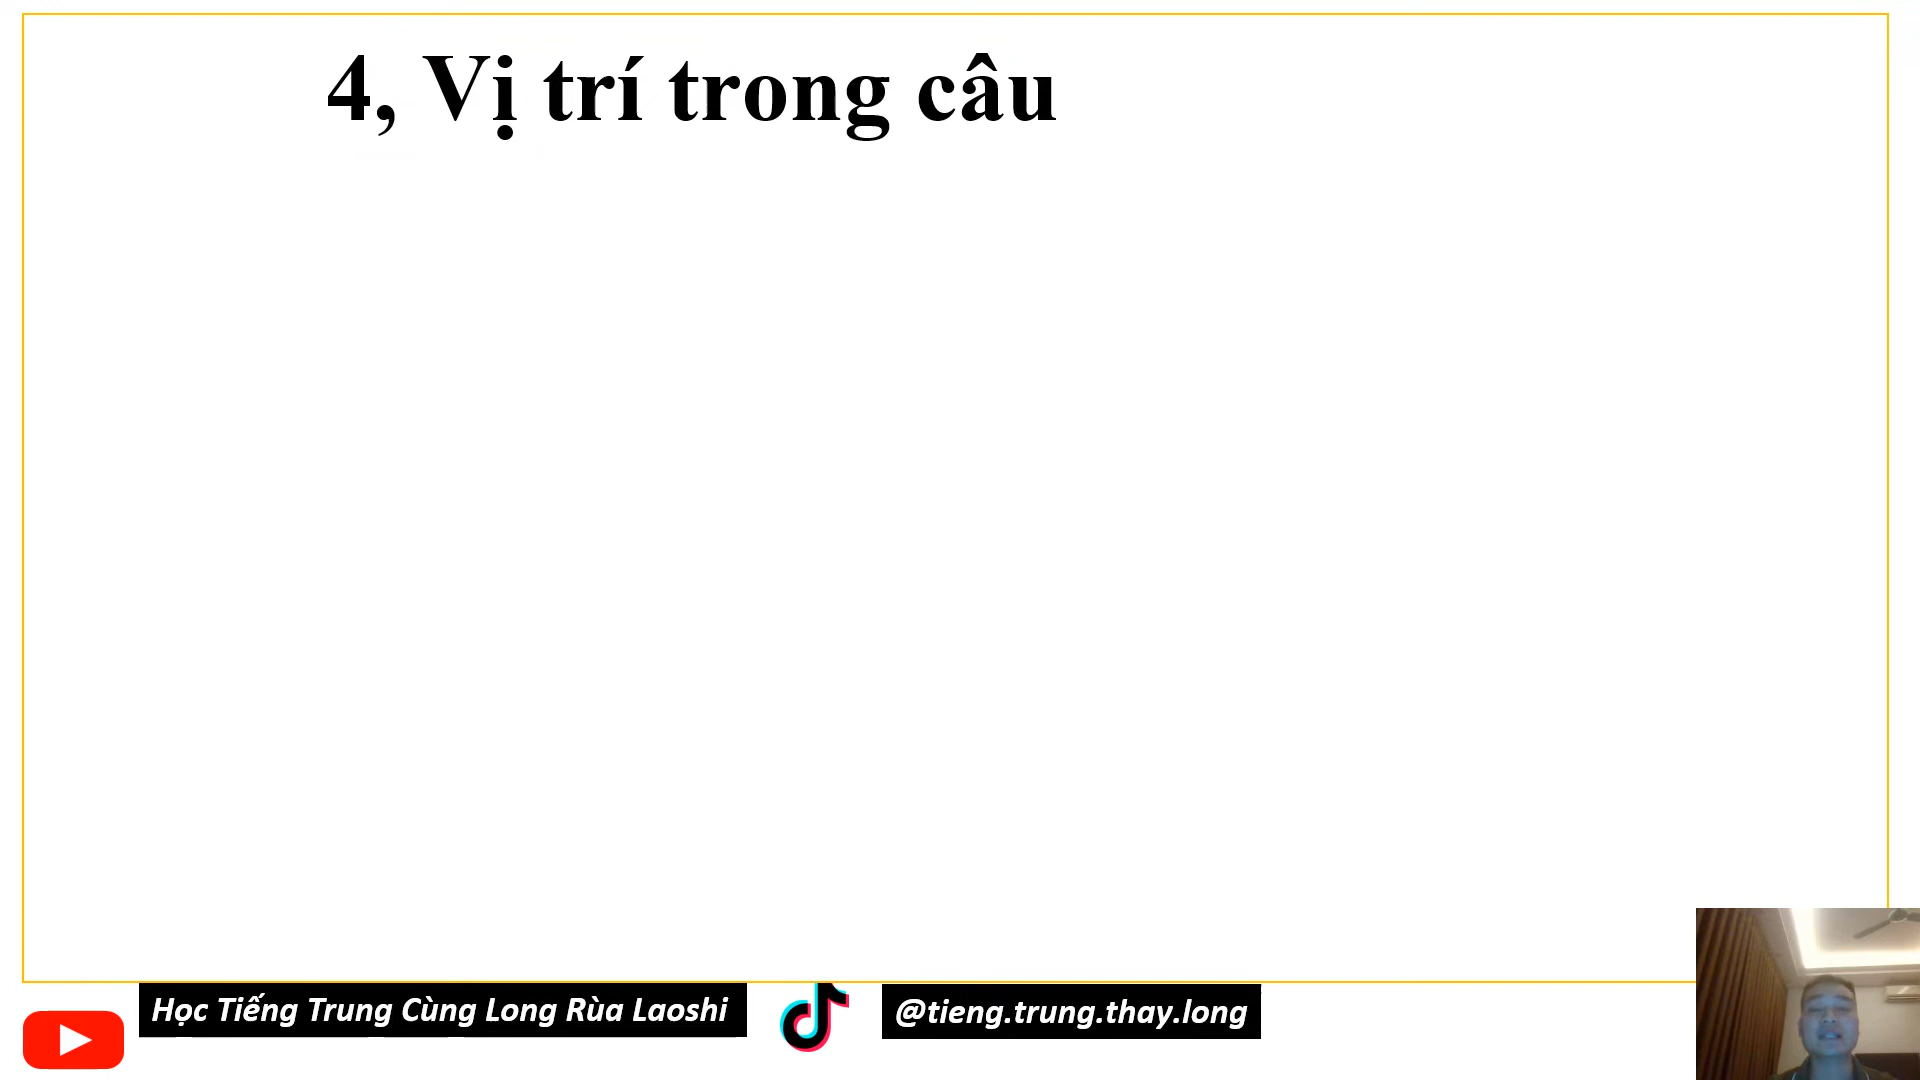 4, Vị trí trong câu
Học Tiếng Trung Cùng Long Rùa Laoshi
@tieng.trung.thay.long